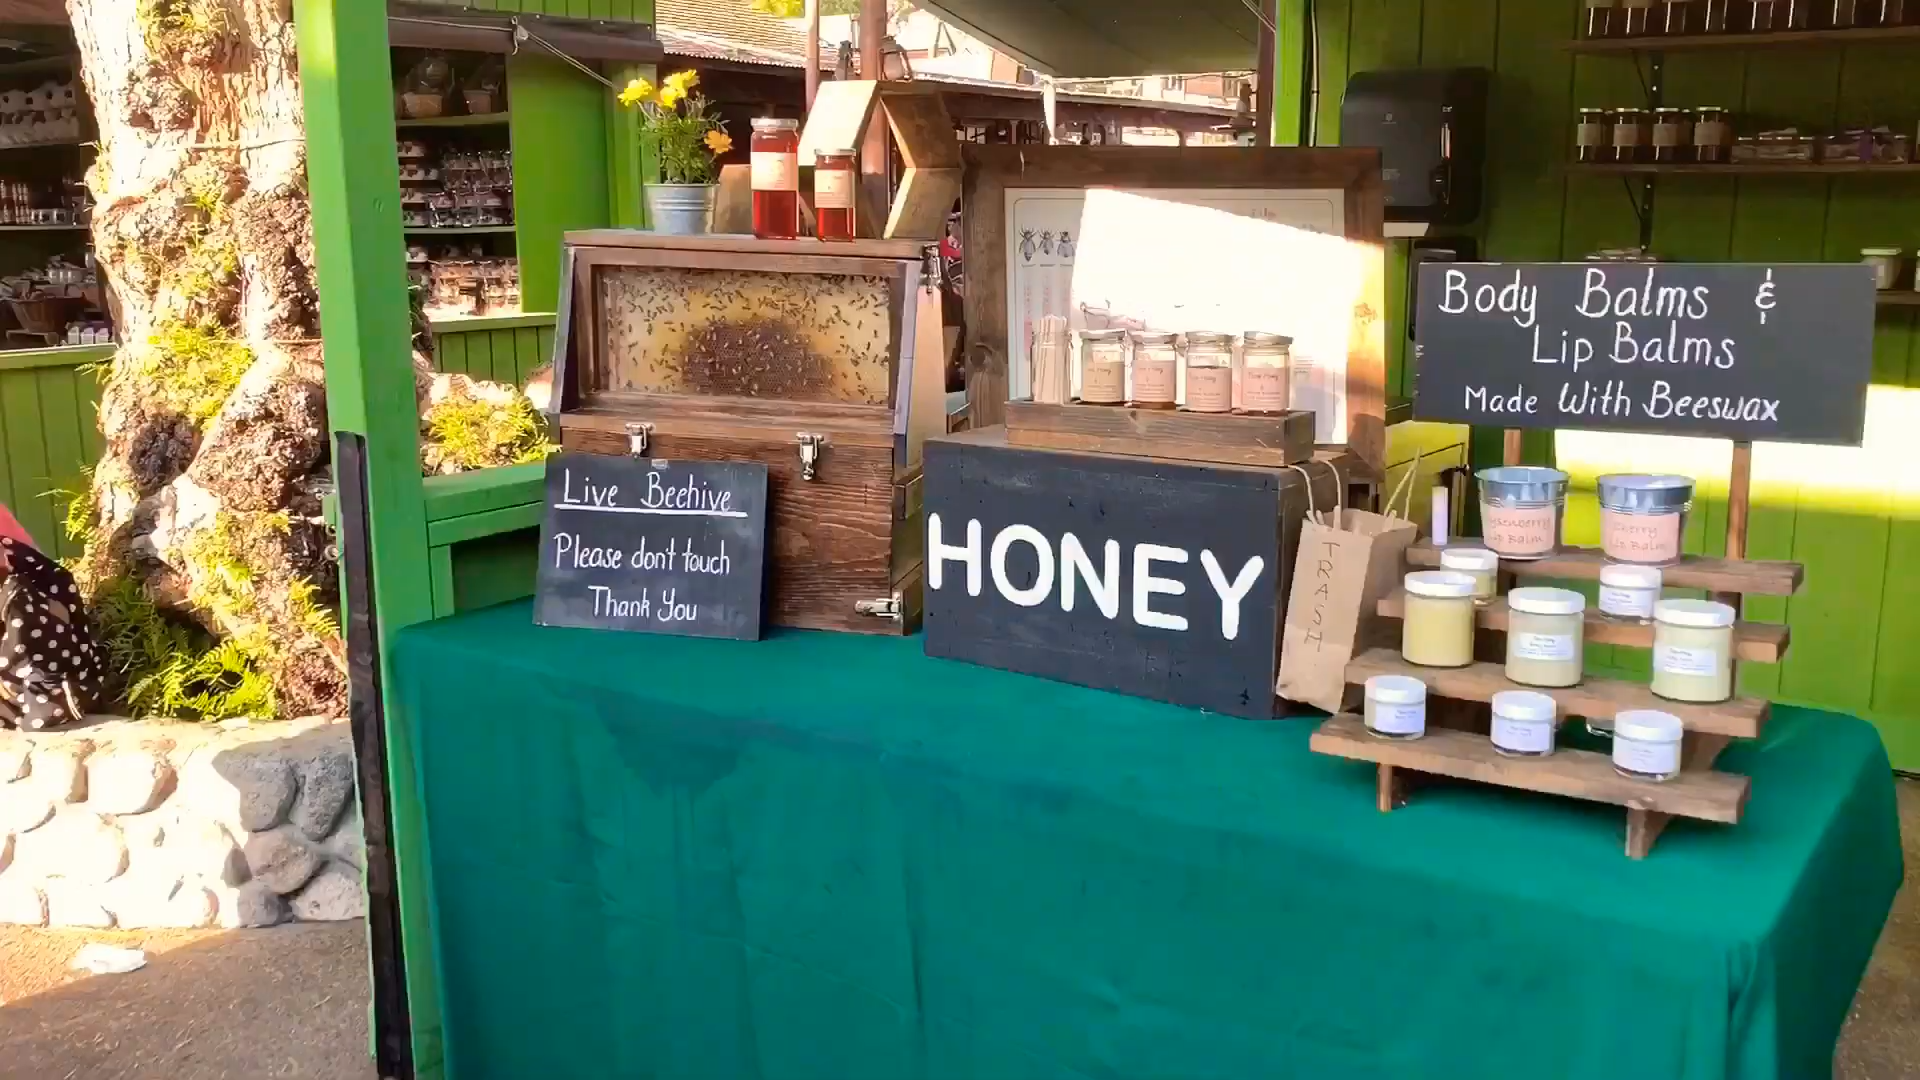 Live Beehive
Please don't touch
Thank You
HONEY
TRASH
Body Balms &
Lip Balms
Made With Beeswax
Lip Balm
Lip Balm